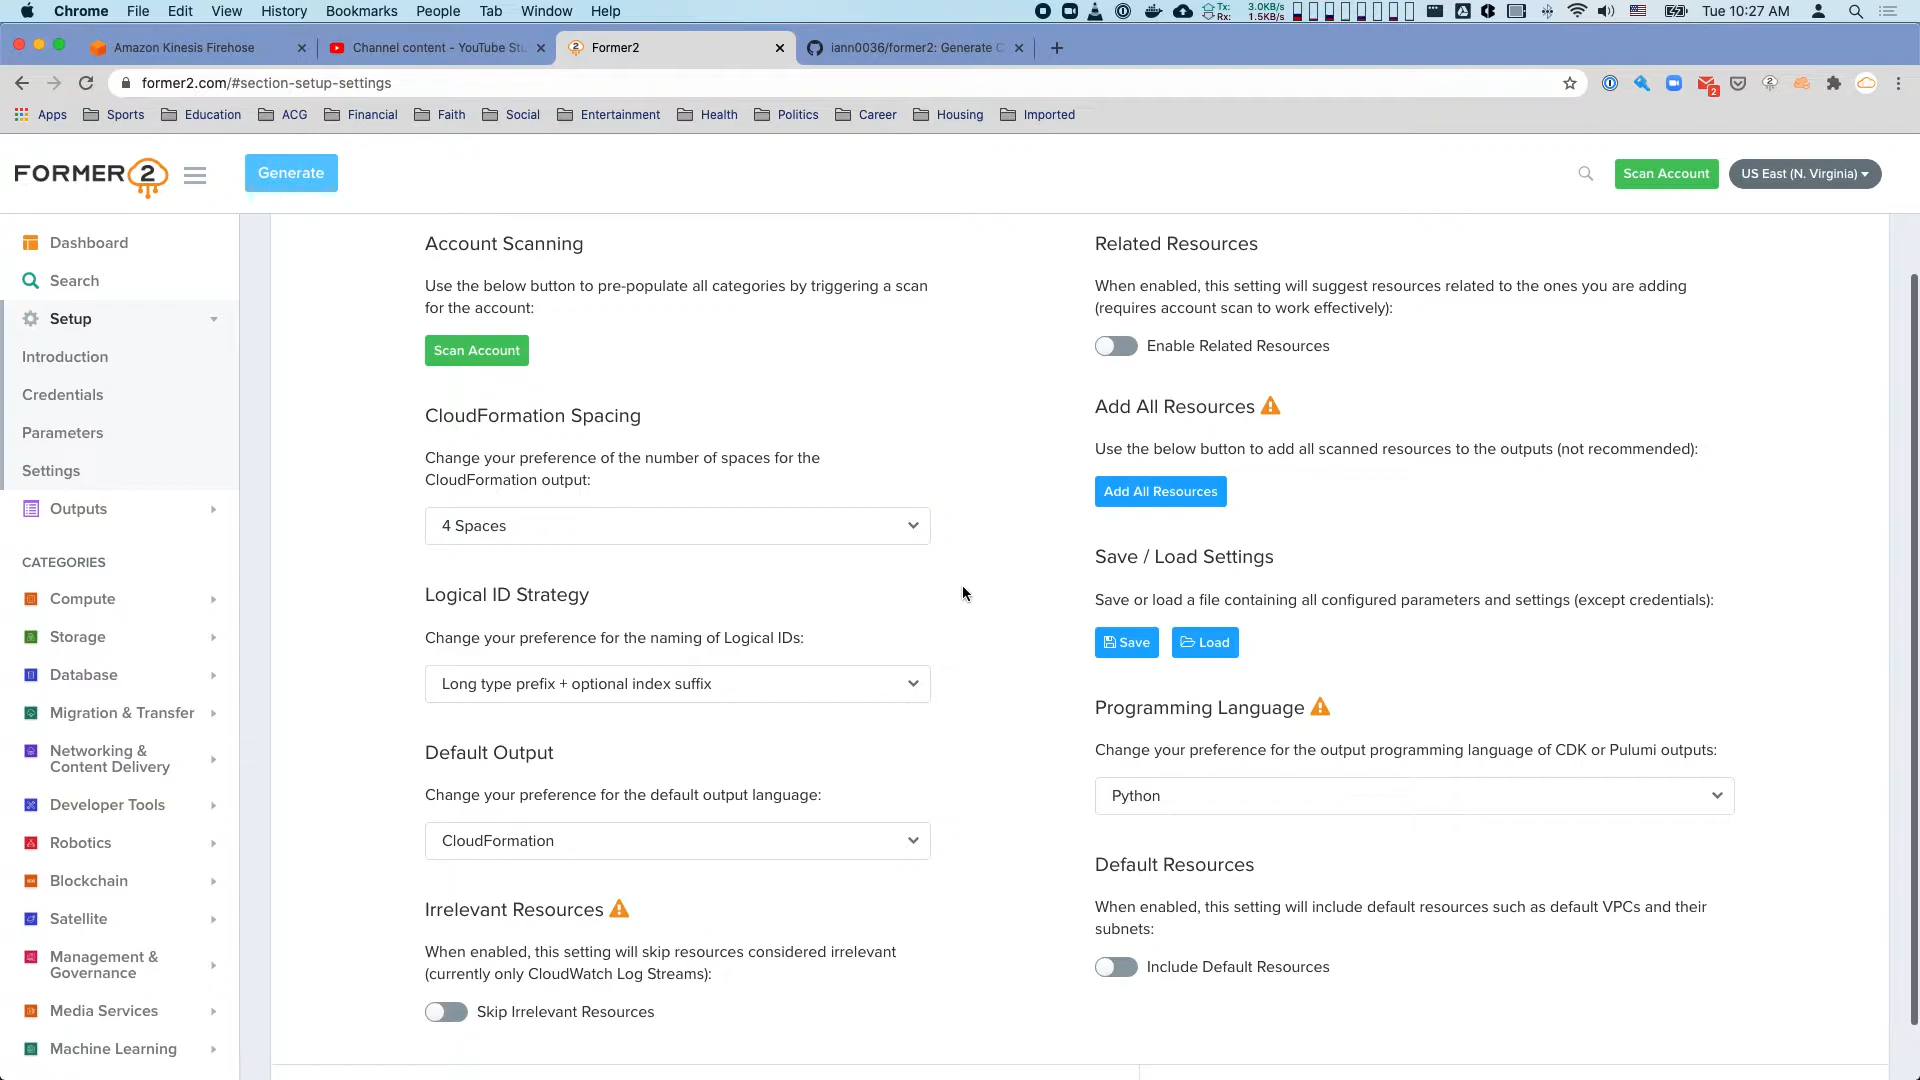 Chrome File Edit View History Bookmarks People Tab Window Help
Tx: 3.0KB/s
Rx: 1.5KB/s
Tue 10:27 AM
Amazon Kinesis Firehose
Channel content - YouTube Stu
Former2
iann0036/former2: Generate C
former2.com/#section-setup-settings
2
Apps Sports Education ACG Financial Faith Social Entertainment Health Politics Career Housing Imported
FORMER2
Generate
Scan Account
US East (N. Virginia)
Dashboard
Search
Setup
Introduction
Credentials
Parameters
Settings
Outputs
CATEGORIES
Compute
Storage
Database
Migration & Transfer
Networking &
Content Delivery
Developer Tools
Robotics
Blockchain
Satellite
Management &
Governance
Media Services
Machine Learning
Account Scanning
Use the below button to pre-populate all categories by triggering a scan
for the account:
Scan Account
CloudFormation Spacing
Change your preference of the number of spaces for the
CloudFormation output:
4 Spaces
Logical ID Strategy
Change your preference for the naming of Logical IDs:
Long type prefix + optional index suffix
Default Output
Change your preference for the default output language:
CloudFormation
Irrelevant Resources
When enabled, this setting will skip resources considered irrelevant
(currently only CloudWatch Log Streams):
Skip Irrelevant Resources
Related Resources
When enabled, this setting will suggest resources related to the ones you are adding
(requires account scan to work effectively):
Enable Related Resources
Add All Resources
Use the below button to add all scanned resources to the outputs (not recommended):
Add All Resources
Save / Load Settings
Save or load a file containing all configured parameters and settings (except credentials):
Save
Load
Programming Language
Change your preference for the output programming language of CDK or Pulumi outputs:
Python
Default Resources
When enabled, this setting will include default resources such as default VPCs and their
subnets:
Include Default Resources